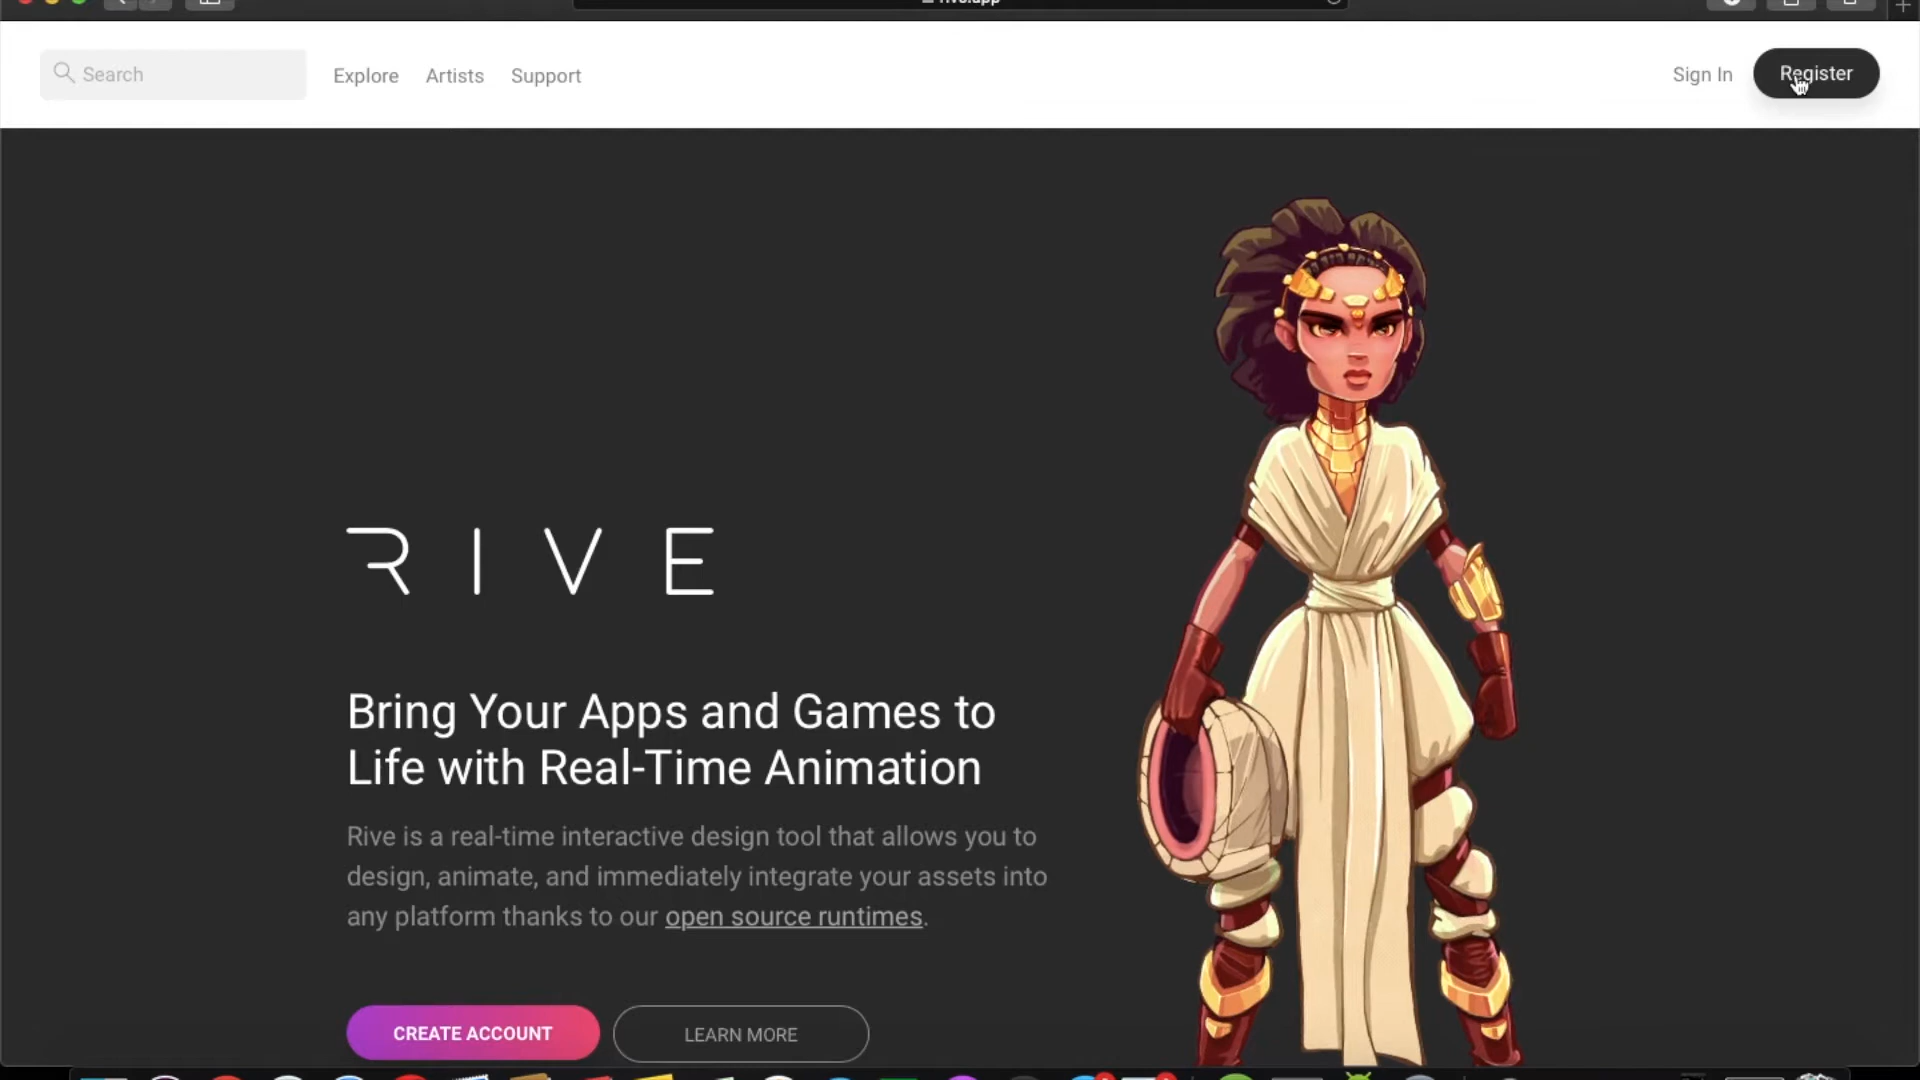 rive.app
Search
Explore
Artists
Support
Sign In
Register
RIVE
Bring Your Apps and Games to
Life with Real-Time Animation
Rive is a real-time interactive design tool that allows you to
design, animate, and immediately integrate your assets into
any platform thanks to our open source runtimes.
CREATE ACCOUNT
LEARN MORE